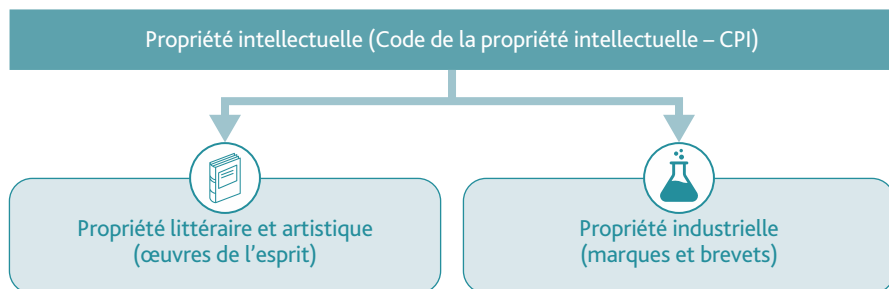 Propriété intellectuelle (Code de la propriété intellectuelle – CPI)
Propriété littéraire et artistique
(œuvres de l’esprit)
Propriété industrielle
(marques et brevets)